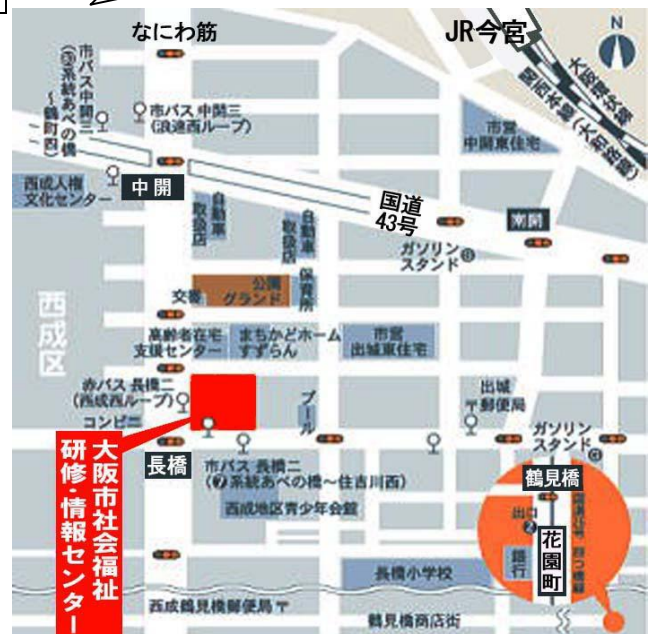 なにわ筋
JR今宮
N
市バス中開三
(㊄系統あべの橋
〜鶴町四)
市バス 中開三
(浪速西ループ)
大阪環状線
関西本線(大和路線)
市営
中開東住宅
西成人権
文化センター
中開
自動車
取扱店
自動車
取扱店
国道
43号
南開
ガソリン
スタンド
保育所
公園
グランド
交番
西成区
高齢者在宅
支援センター
まちかどホーム
すずらん
市営
出城東住宅
赤バス 長橋二
(西成西ループ)
コンビニ
プール
出城
〒郵便局
ガソリン
スタンド
長橋
市バス 長橋二
(❼系統あべの橋〜住吉川西)
西成地区青少年会館
鶴見橋
出口
❷
銀行
花園町
四つ橋線
長橋小学校
西成鶴見橋郵便局 〒
鶴見橋商店街
大阪市社会福祉
研修・情報センター